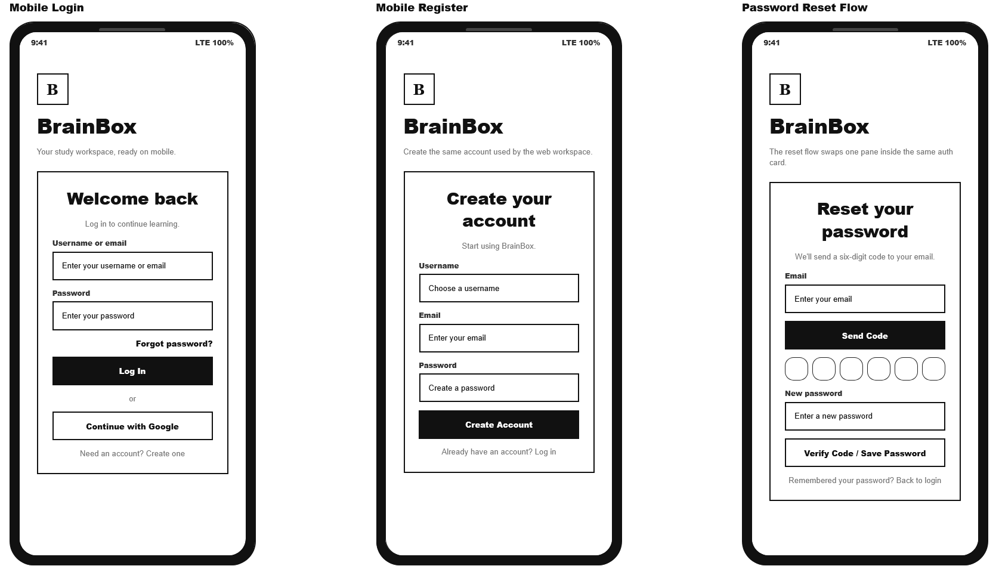 Mobile Login
9:41 LTE 100%
B
BrainBox
Your study workspace, ready on mobile.
Welcome back
Log in to continue learning.
Username or email
Enter your username or email
Password
Enter your password
Forgot password?
Log In
or
Continue with Google
Need an account? Create one
Mobile Register
9:41 LTE 100%
B
BrainBox
Create the same account used by the web workspace.
Create your
account
Start using BrainBox.
Username
Choose a username
Email
Enter your email
Password
Create a password
Create Account
Already have an account? Log in
Password Reset Flow
9:41 LTE 100%
B
BrainBox
The reset flow swaps one pane inside the same auth
card.
Reset your
password
We'll send a six-digit code to your email.
Email
Enter your email
Send Code
New password
Enter a new password
Verify Code / Save Password
Remembered your password? Back to login